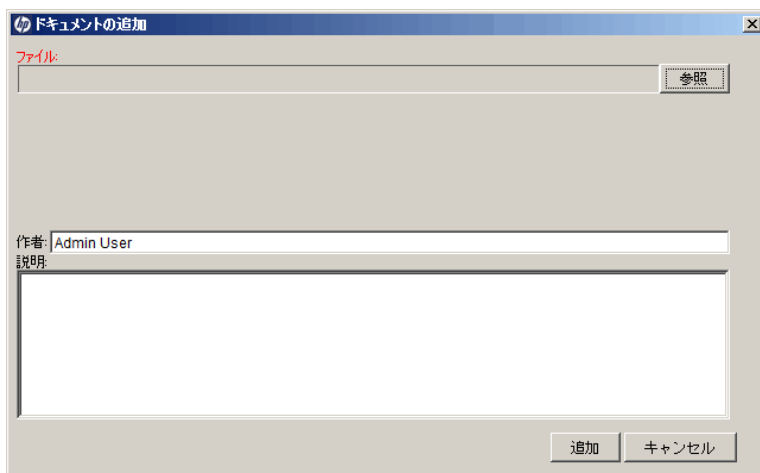 hp ドキュメントの追加
ファイル:
参照
作者: Admin User
説明:
追加 キャンセル